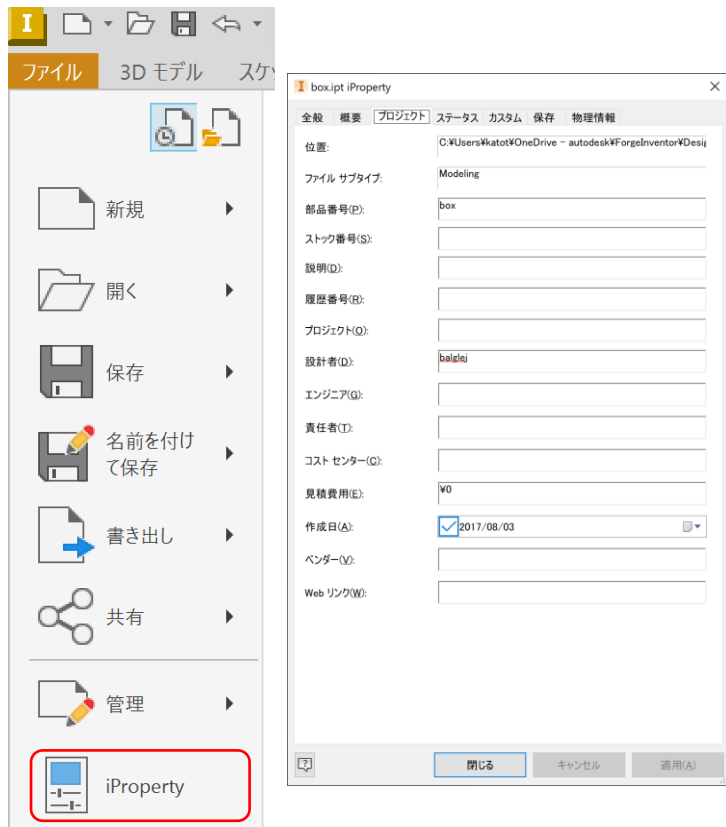 I
ファイル 3D モデル スケ
新規
開く
保存
名前を付け
て保存
書き出し
共有
管理
iProperty
I box.ipt iProperty
全般 概要 プロジェクト ステータス カスタム 保存 物理情報
位置: C:¥Users¥katot¥OneDrive - autodesk¥ForgeInventor¥Desig
ファイル サブタイプ: Modeling
部品番号(P): box
ストック番号(S):
説明(D):
履歴番号(R):
プロジェクト(O):
設計者(D): balglej
エンジニア(G):
責任者(T):
コスト センター(C):
見積費用(E): ¥0
作成日(A): 2017/08/03
ベンダー(V):
Web リンク(W):
閉じる キャンセル 適用(A)